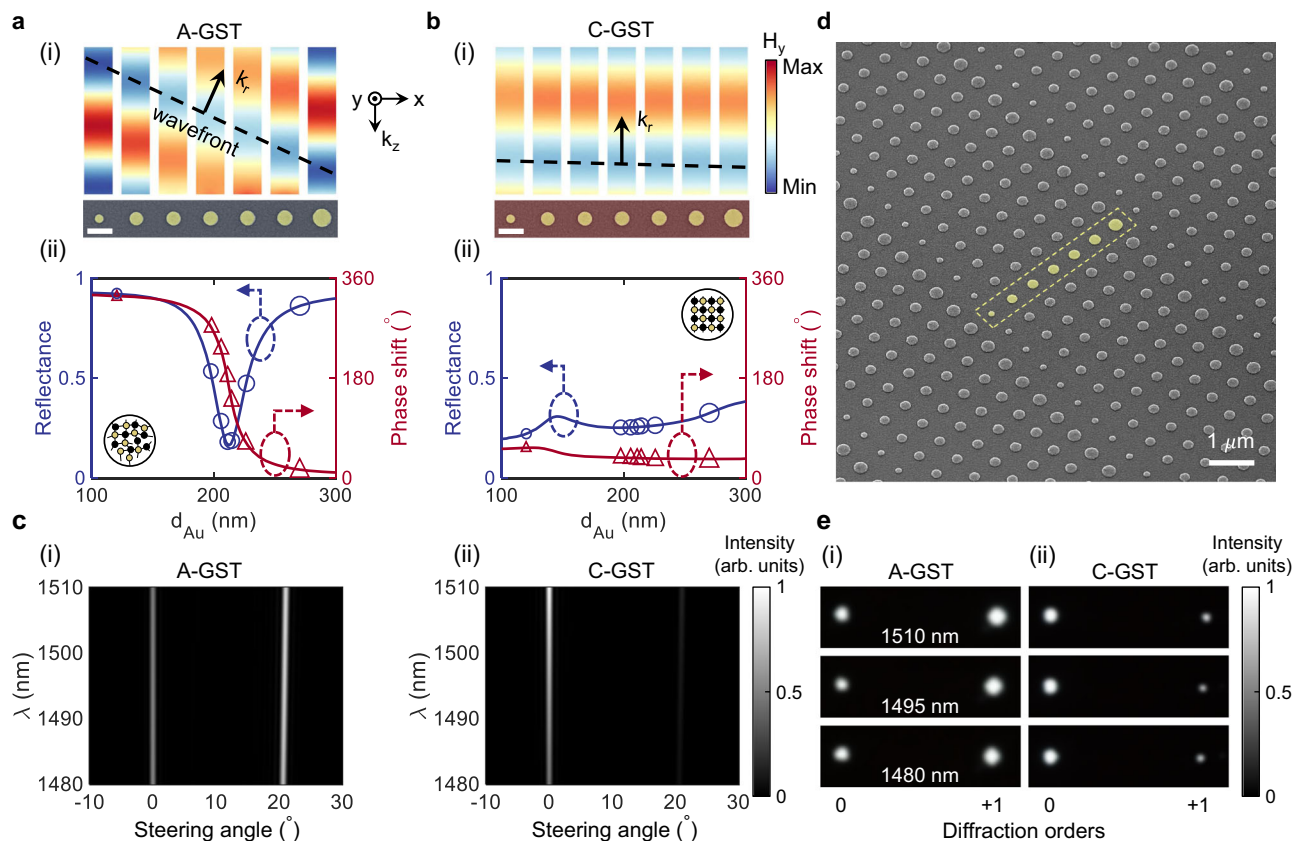 a
A-GST
(i)
k_r
wavefront
y
x
k_z
(ii)
1
0.5
0
Reflectance
360
180
0
Phase shift (°)
100
200
300
d_Au (nm)
b
C-GST
(i)
k_r
H_y
Max
Min
(ii)
1
0.5
0
Reflectance
360
180
0
Phase shift (°)
100
200
300
d_Au (nm)
c
(i)
A-GST
1510
1500
1490
1480
λ (nm)
-10
0
10
20
30
Steering angle (°)
(ii)
C-GST
1510
1500
1490
1480
λ (nm)
-10
0
10
20
30
Steering angle (°)
Intensity
(arb. units)
1
0.5
0
d
1 μm
e
(i)
A-GST
(ii)
C-GST
Intensity
(arb. units)
1510 nm
1495 nm
1480 nm
1
0.5
0
0
+1
0
+1
Diffraction orders